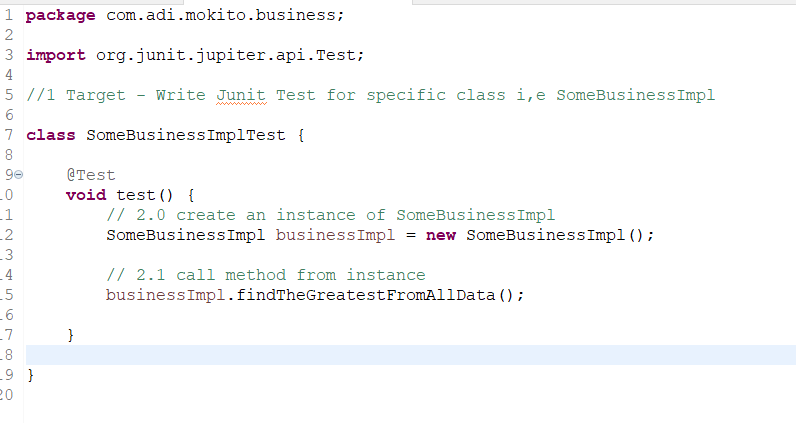 1 package com.adi.mokito.business;
2
3 import org.junit.jupiter.api.Test;
4
5 //1 Target - Write Junit Test for specific class i,e SomeBusinessImpl
6
7 class SomeBusinessImplTest {
8
9 @Test
10 void test() {
11 // 2.0 create an instance of SomeBusinessImpl
12 SomeBusinessImpl businessImpl = new SomeBusinessImpl();
13
14 // 2.1 call method from instance
15 businessImpl.findTheGreatestFromAllData();
16
17 }
18
19 }
20